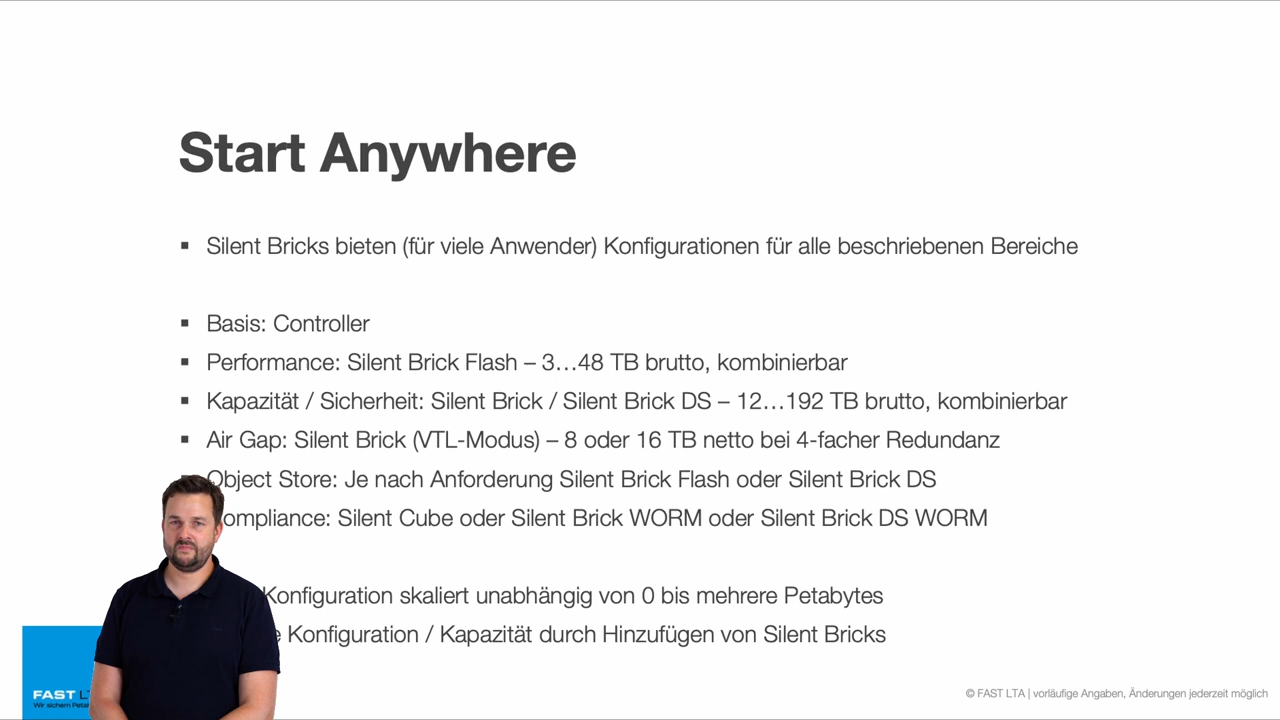 Start Anywhere
▪ Silent Bricks bieten (für viele Anwender) Konfigurationen für alle beschriebenen Bereiche
▪ Basis: Controller
▪ Performance: Silent Brick Flash – 3…48 TB brutto, kombinierbar
▪ Kapazität / Sicherheit: Silent Brick / Silent Brick DS – 12…192 TB brutto, kombinierbar
▪ Air Gap: Silent Brick (VTL-Modus) – 8 oder 16 TB netto bei 4-facher Redundanz
Object Store: Je nach Anforderung Silent Brick Flash oder Silent Brick DS
ompliance: Silent Cube oder Silent Brick WORM oder Silent Brick DS WORM
Konfiguration skaliert unabhängig von 0 bis mehrere Petabytes
Konfiguration / Kapazität durch Hinzufügen von Silent Bricks
FAST LT
Wir sichern
© FAST LTA | vorläufige Angaben, Änderungen jederzeit möglich